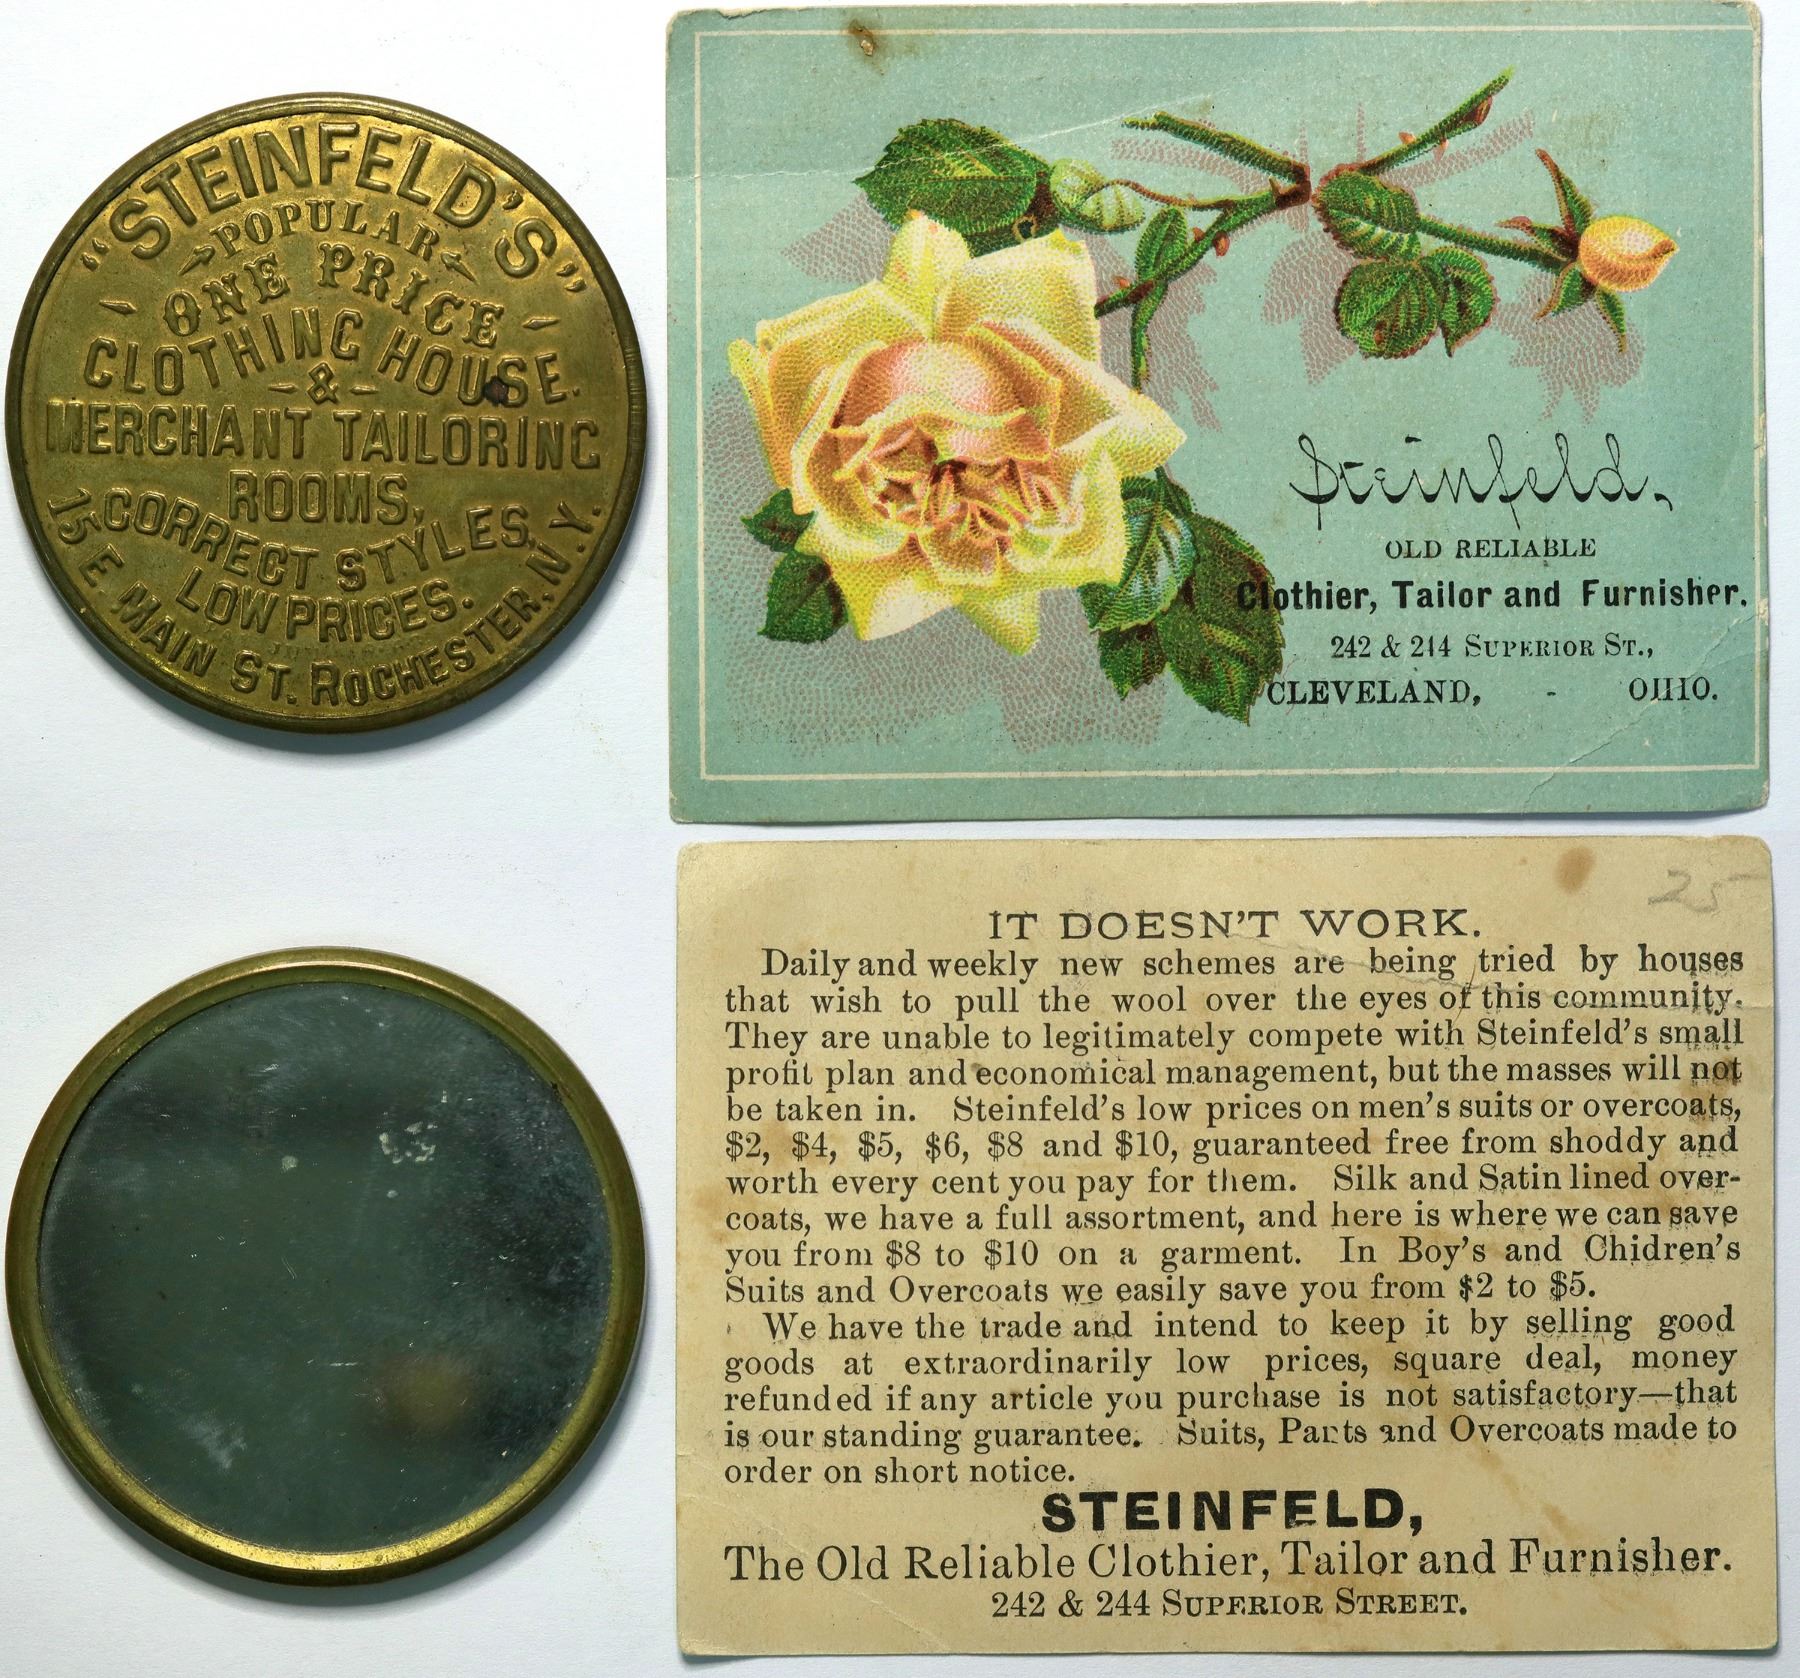 "STEINFELD'S"
POPULAR
ONE PRICE
CLOTHING HOUSE.
-&-
MERCHANT TAILORING
ROOMS,
CORRECT STYLES,
LOW PRICES.
15 E. MAIN ST. ROCHESTER, N.Y.
Steinfeld,
OLD RELIABLE
Clothier, Tailor and Furnisher.
242 & 244 SUPERIOR ST.,
CLEVELAND, - OHIO.
25
IT DOESN'T WORK.
Daily and weekly new schemes are being tried by houses
that wish to pull the wool over the eyes of this community.
They are unable to legitimately compete with Steinfeld's small
profit plan and economical management, but the masses will not
be taken in. Steinfeld's low prices on men's suits or overcoats,
$2, $4, $5, $6, $8 and $10, guaranteed free from shoddy and
worth every cent you pay for them. Silk and Satin lined over-
coats, we have a full assortment, and here is where we can save
you from $8 to $10 on a garment. In Boy's and Chidren's
Suits and Overcoats we easily save you from $2 to $5.
We have the trade and intend to keep it by selling good
goods at extraordinarily low prices, square deal, money
refunded if any article you purchase is not satisfactory—that
is our standing guarantee. Suits, Pants and Overcoats made to
order on short notice.
STEINFELD,
The Old Reliable Clothier, Tailor and Furnisher.
242 & 244 SUPERIOR STREET.